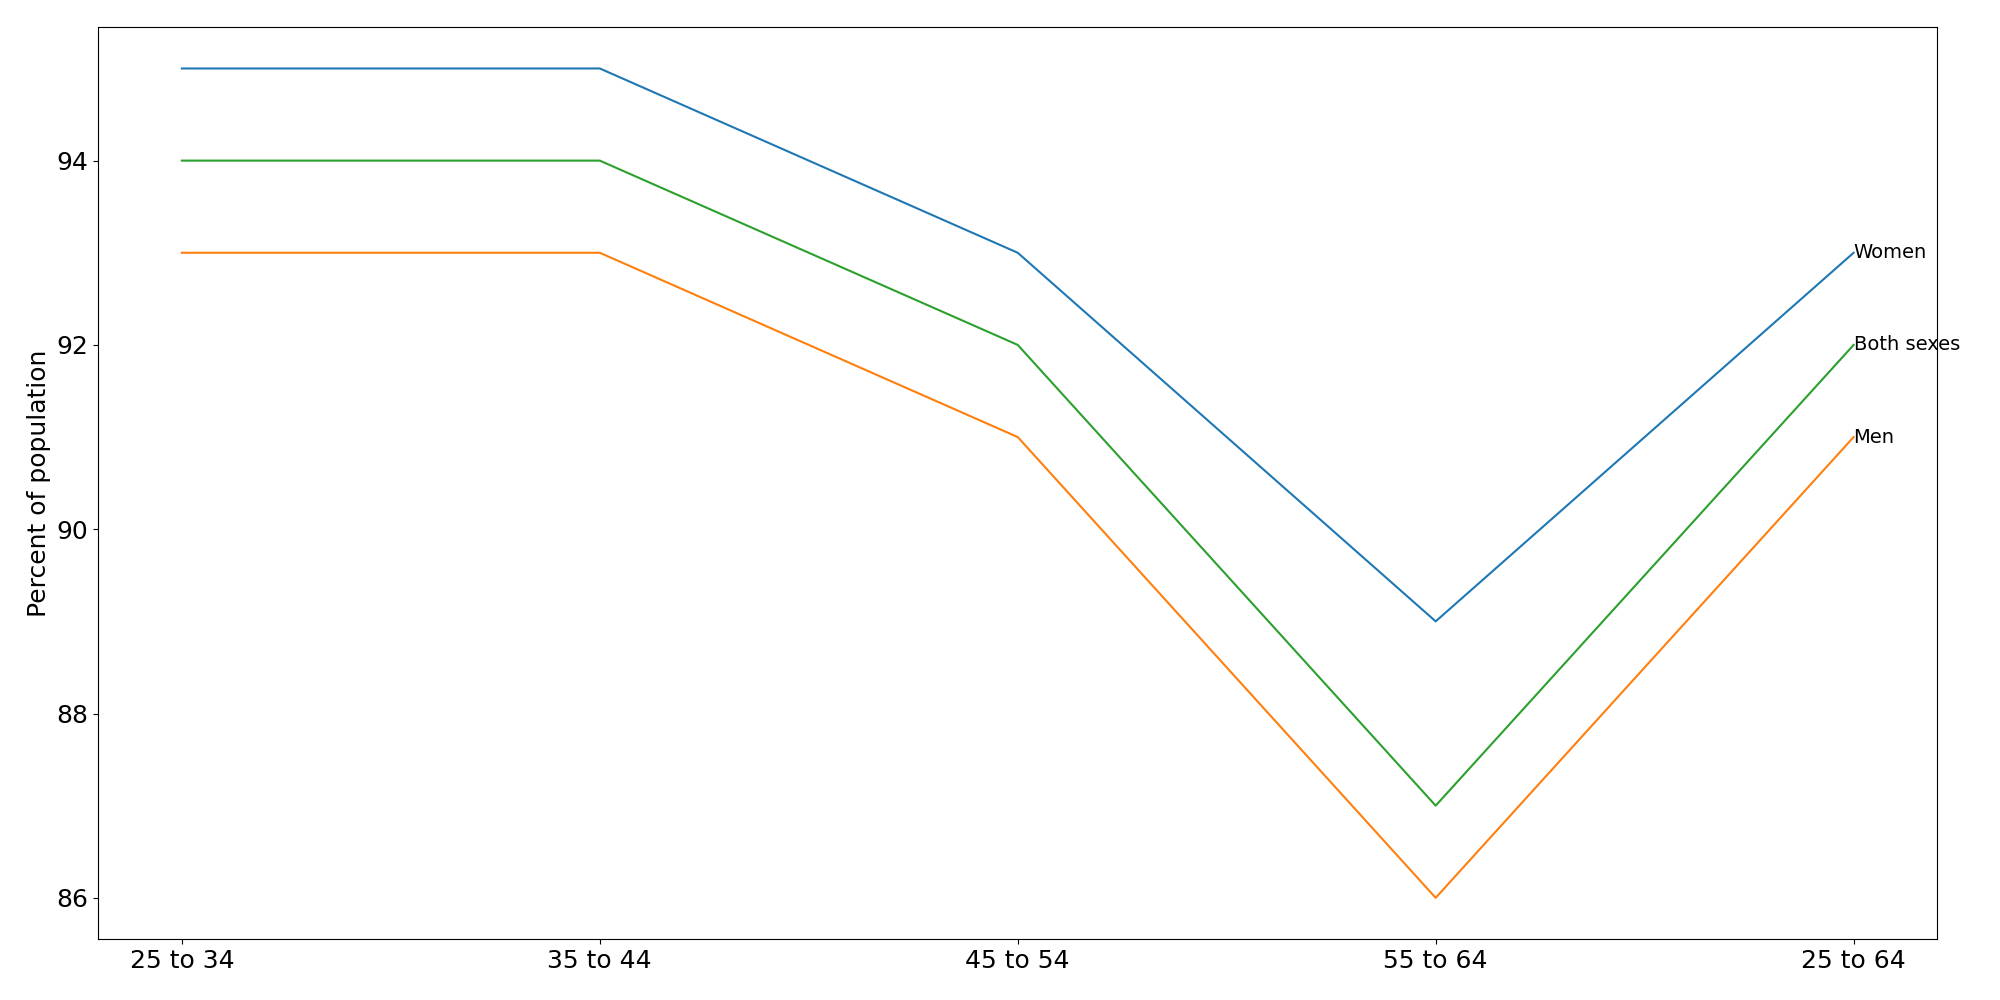 Percent of population
94
92
90
88
86
Women
Both sexes
Men
25 to 34
35 to 44
45 to 54
55 to 64
25 to 64